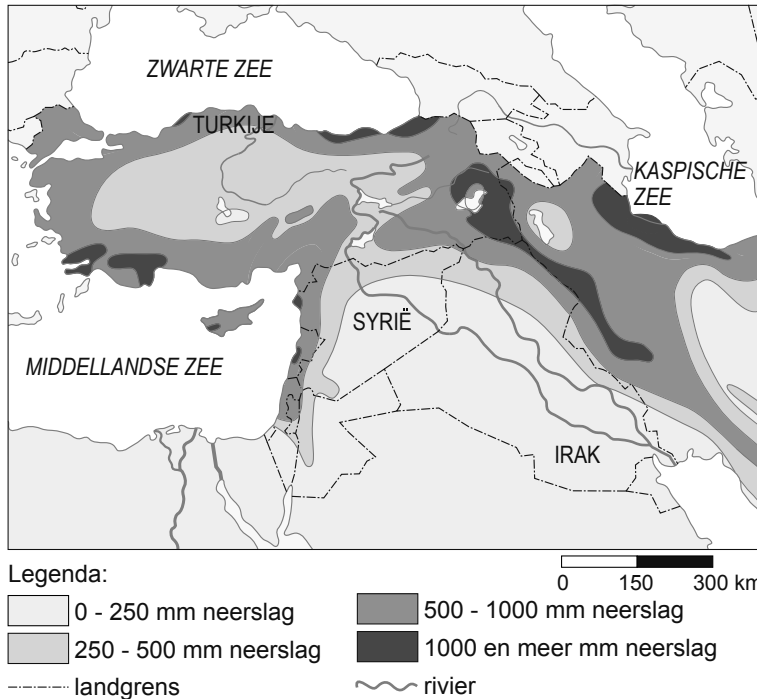 ZWARTE ZEE
TURKIJE
KASPISCHE
ZEE
SYRIË
MIDDELLANDSE ZEE
IRAK
Legenda:
0 150 300 km
0 - 250 mm neerslag
500 - 1000 mm neerslag
250 - 500 mm neerslag
1000 en meer mm neerslag
landgrens
rivier